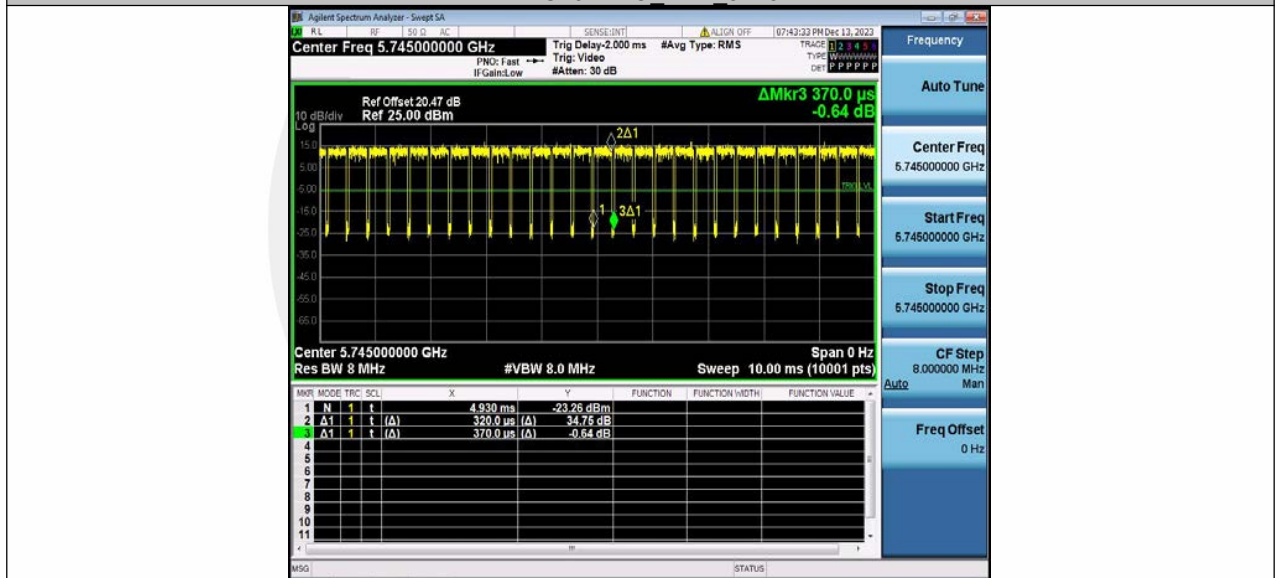 Agilent Spectrum Analyzer - Swept SA
RL RF 50 Ω AC SENSE:INT ALIGN OFF 07:43:33 PM Dec 13, 2023
Center Freq 5.745000000 GHz
PNO: Fast
IFGain:Low
Trig Delay-2.000 ms
Trig: Video
#Atten: 30 dB
#Avg Type: RMS
TRACE 1 2 3 4 5 6
TYPE WWWWWW
DET P P P P P P
Frequency
Auto Tune
Center Freq
5.745000000 GHz
Start Freq
5.745000000 GHz
Stop Freq
5.745000000 GHz
CF Step
8.000000 MHz
Auto Man
Freq Offset
0 Hz
ΔMkr3 370.0 µs
-0.64 dB
Ref Offset 20.47 dB
10 dB/div Ref 25.00 dBm
Log
15.0
5.00
-5.00
-15.0
-25.0
-35.0
-45.0
-55.0
-65.0
2Δ1
TRIG LVL
1
3Δ1
Center 5.745000000 GHz Span 0 Hz
Res BW 8 MHz #VBW 8.0 MHz Sweep 10.00 ms (10001 pts)
MKR MODE TRC SCL X Y FUNCTION FUNCTION WIDTH FUNCTION VALUE
1 N 1 t 4.930 ms -23.26 dBm
2 Δ1 1 t (Δ) 320.0 µs (Δ) 34.75 dB
3 Δ1 1 t (Δ) 370.0 µs (Δ) -0.64 dB
4
5
6
7
8
9
10
11
MSG STATUS